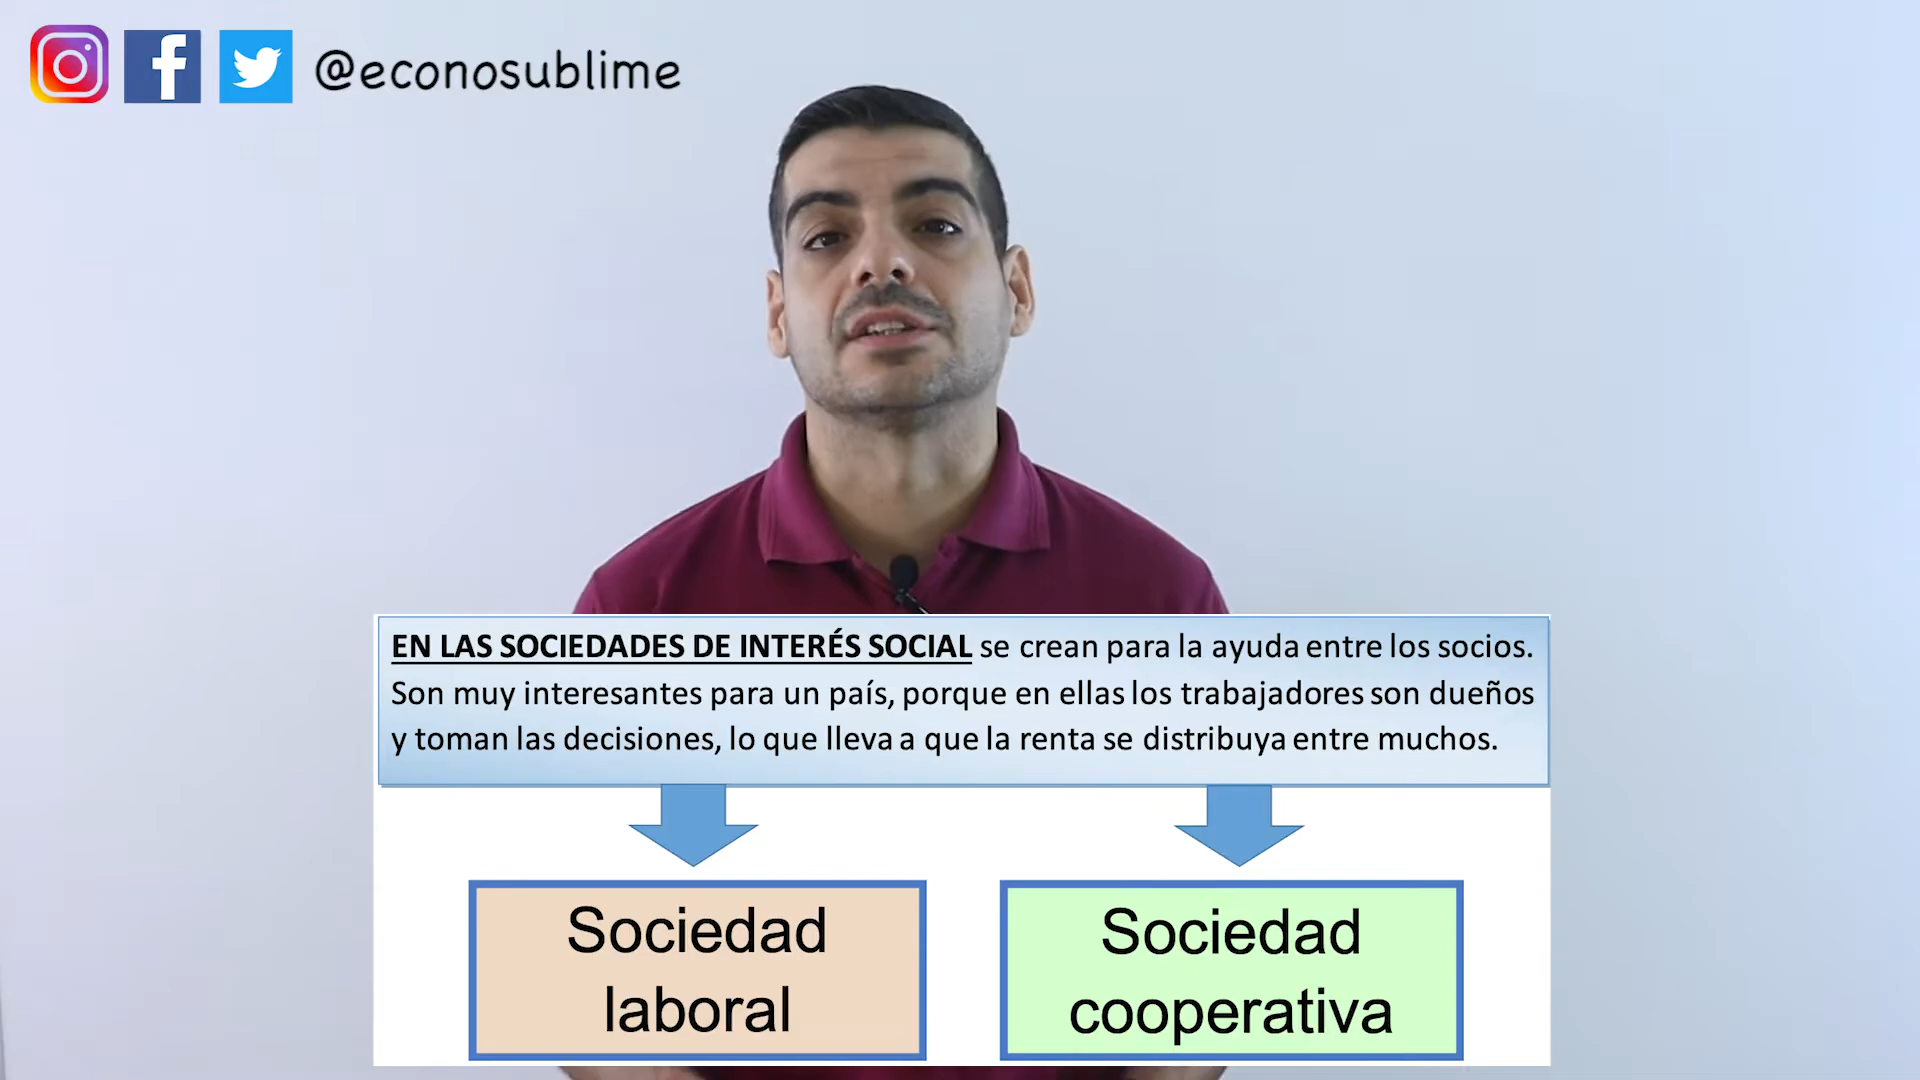 @econosublime
EN LAS SOCIEDADES DE INTERÉS SOCIAL se crean para la ayuda entre los socios.
Son muy interesantes para un país, porque en ellas los trabajadores son dueños
y toman las decisiones, lo que lleva a que la renta se distribuya entre muchos.
Sociedad
laboral
Sociedad
cooperativa